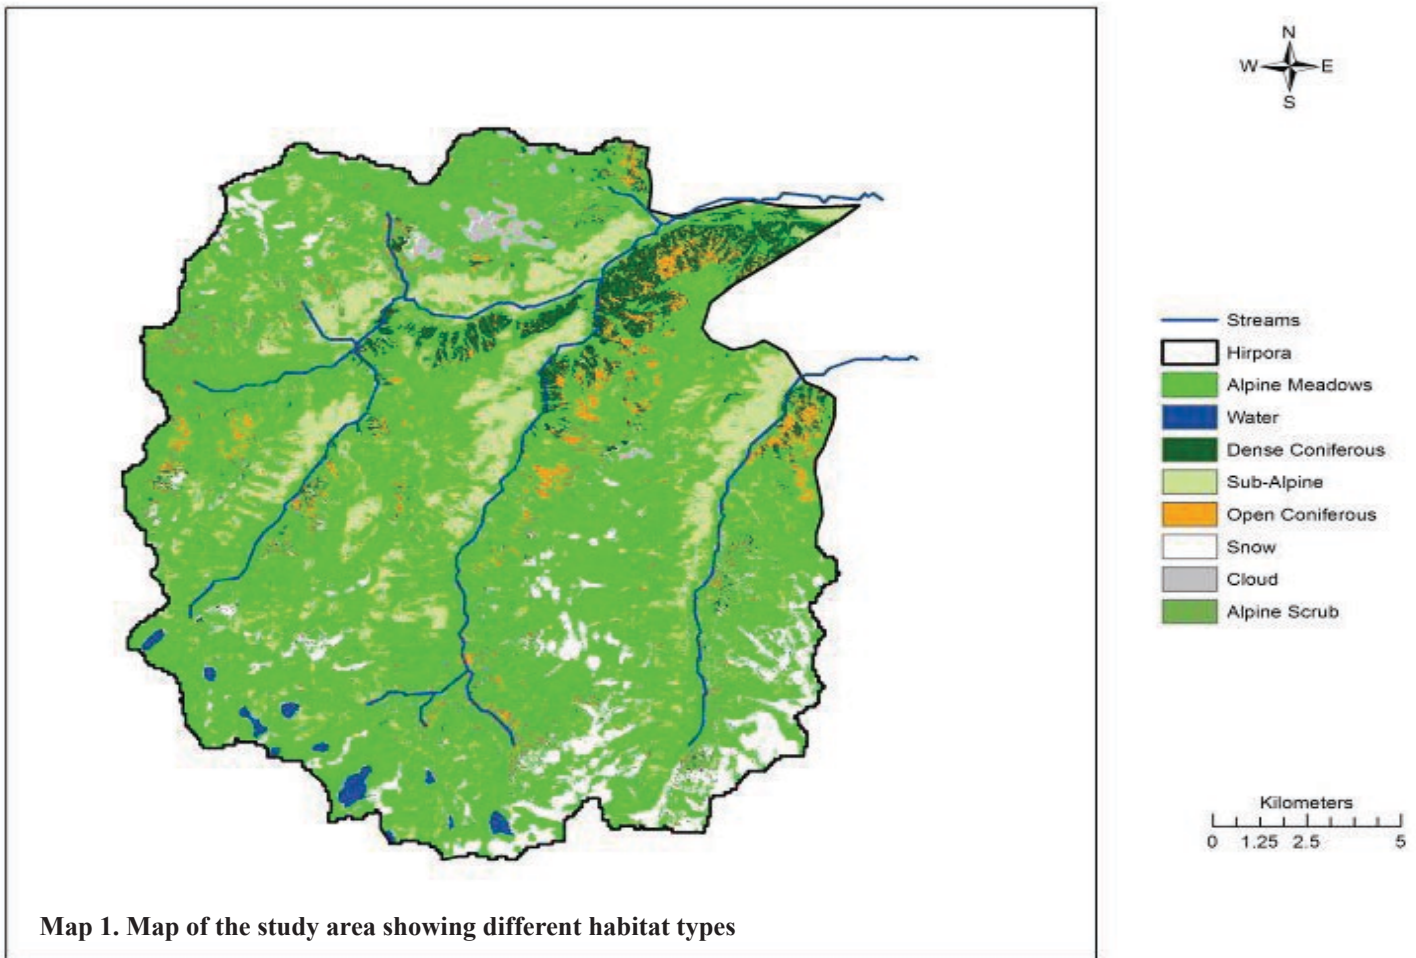 N
W E
S
Streams
Hirpora
Alpine Meadows
Water
Dense Coniferous
Sub-Alpine
Open Coniferous
Snow
Cloud
Alpine Scrub
Kilometers
0 1.25 2.5 5
Map 1. Map of the study area showing different habitat types